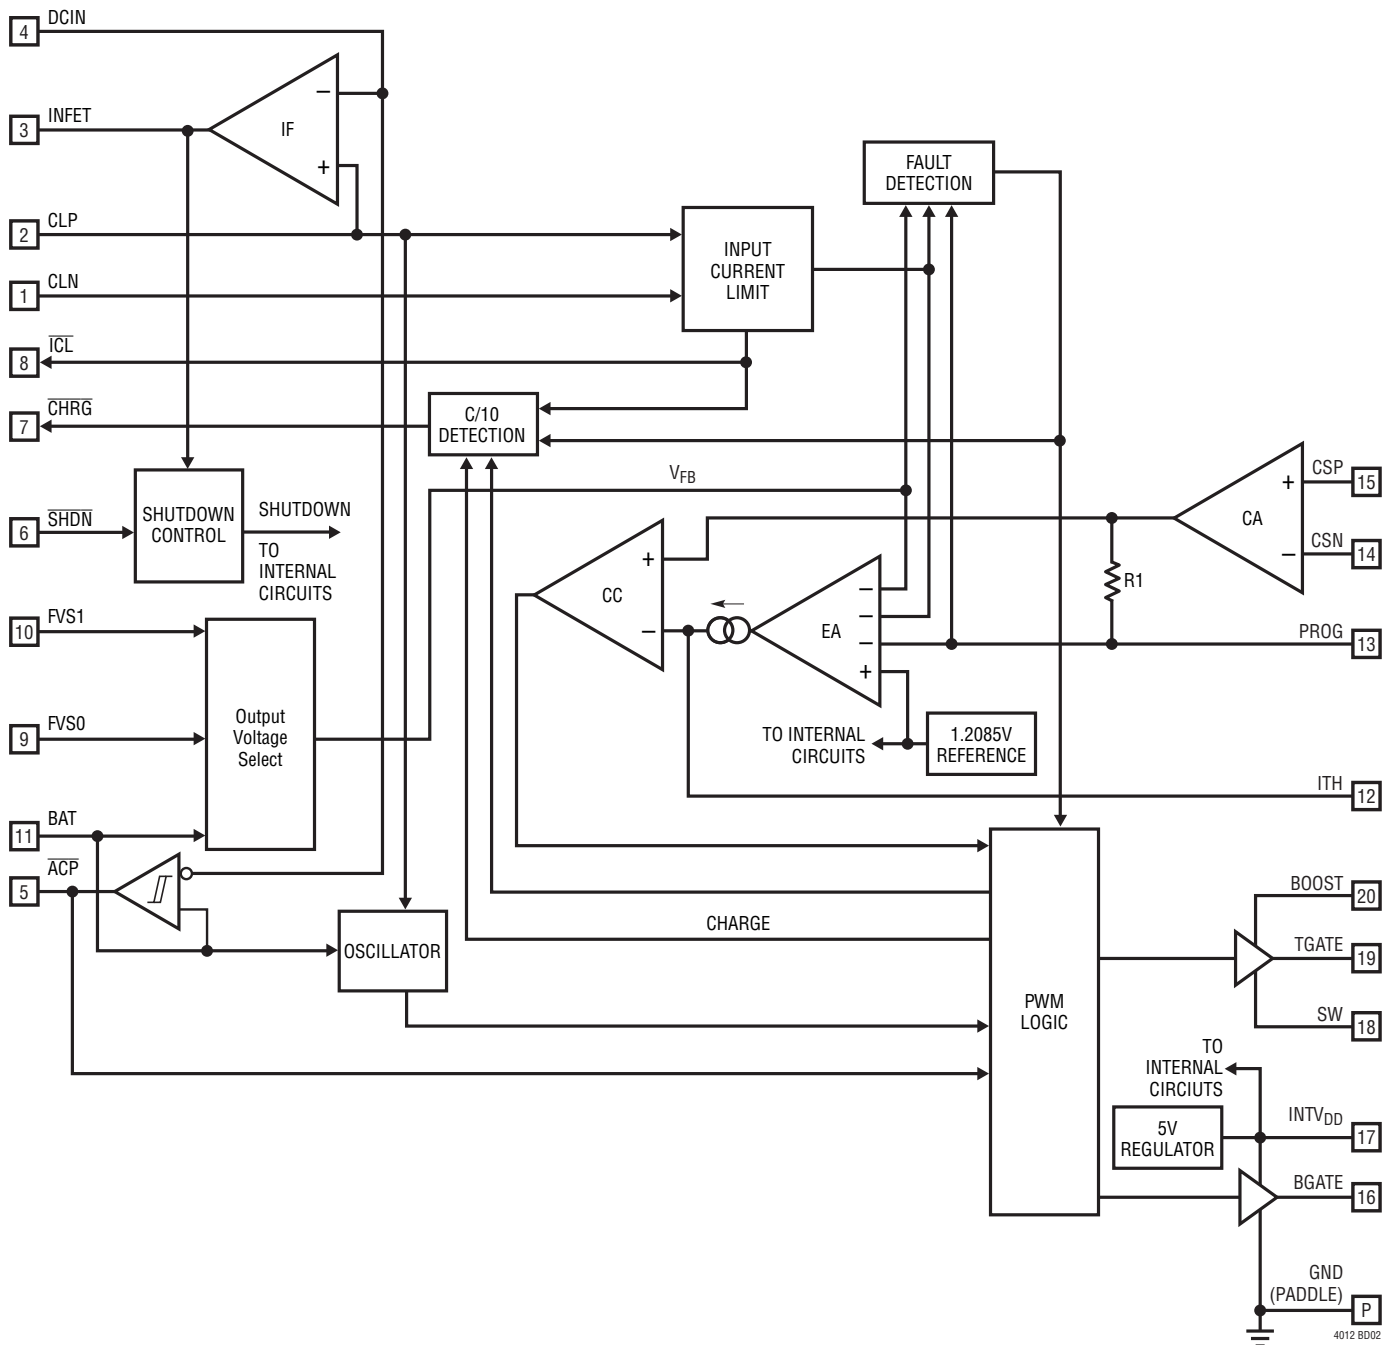 DCIN
4
INFET
3
IF
−
+
CLP
2
CLN
1
ICL
8
CHRG
7
SHDN
6
FVS1
10
FVS0
9
BAT
11
ACP
5
SHUTDOWN
CONTROL
SHUTDOWN
TO
INTERNAL
CIRCUITS
Output
Voltage
Select
OSCILLATOR
INPUT
CURRENT
LIMIT
FAULT
DETECTION
C/10
DETECTION
VFB
CC
+
−
EA
−
−
−
+
TO INTERNAL
CIRCUITS
1.2085V
REFERENCE
CA
+
−
R1
CHARGE
PWM
LOGIC
CSP
15
CSN
14
PROG
13
ITH
12
BOOST
20
TGATE
19
SW
18
TO
INTERNAL
CIRCIUTS
5V
REGULATOR
INTVDD
17
BGATE
16
GND
(PADDLE)
P
4012 BD02